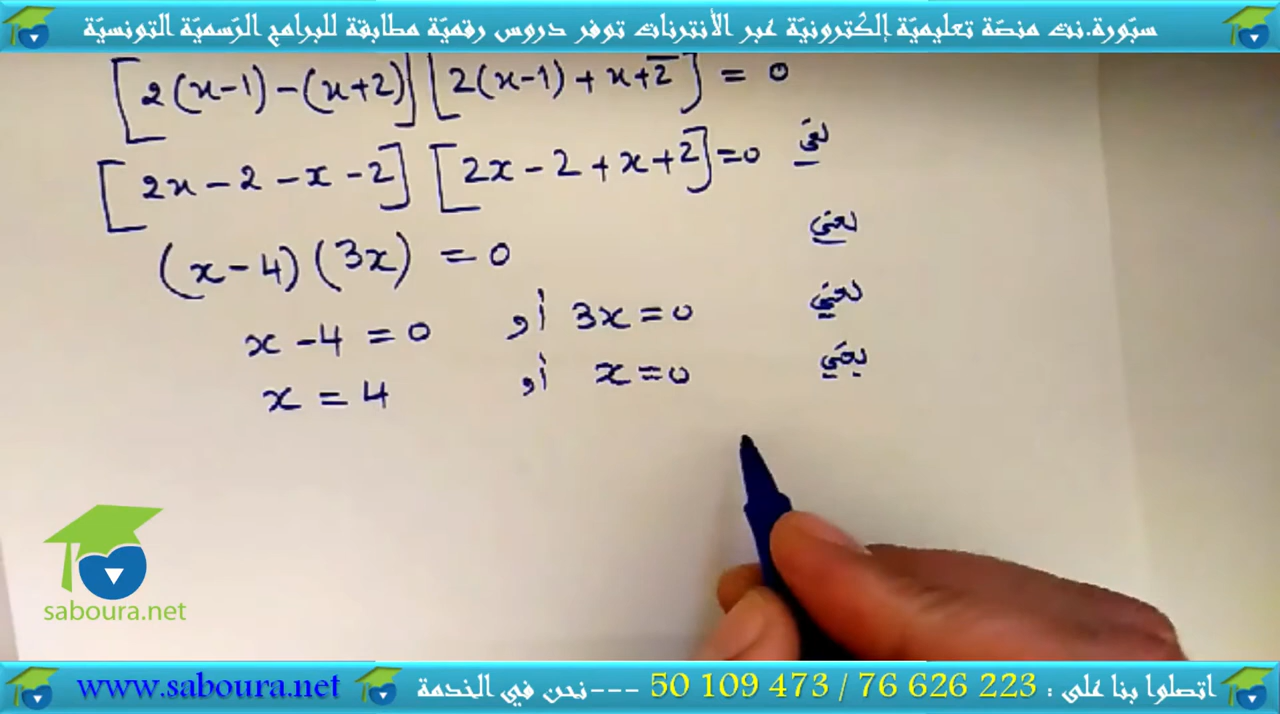 سبّورة.نت منصّة تعليميّة إلكترونيّة عبر الأنترنات توفر دروس رقميّة مطابقة للبرامج الرّسميّة التونسيّة
[2(x-1)-(x+2)][2(x-1)+x+2]=0
[2x-2-x-2][2x-2+x+2]=0 يعني
(x-4)(3x)=0 يعني
x-4=0 أو 3x=0 يعني
x=4 أو x=0 يعني
saboura.net
اتصلوا بنا على : 50 109 473 / 76 626 223 ---نحن في الخدمة www.saboura.net